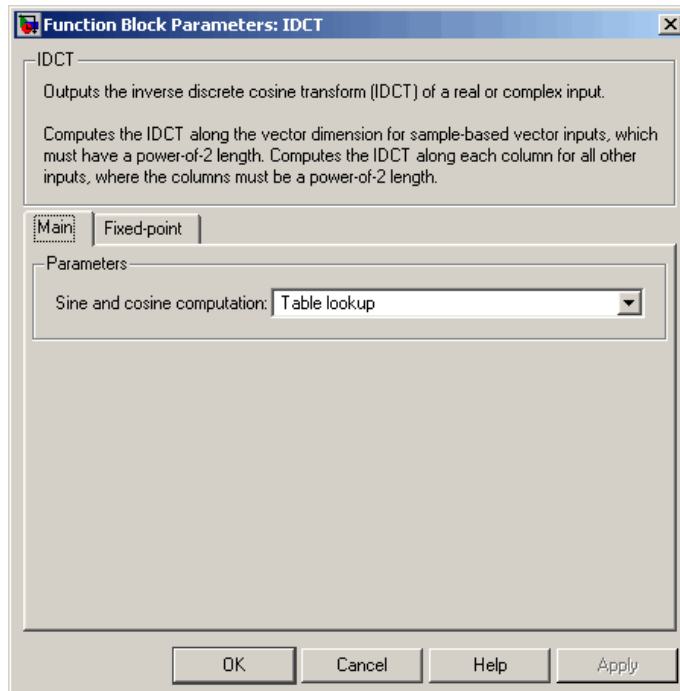 Function Block Parameters: IDCT
IDCT
Outputs the inverse discrete cosine transform (IDCT) of a real or complex input.
Computes the IDCT along the vector dimension for sample-based vector inputs, which
must have a power-of-2 length. Computes the IDCT along each column for all other
inputs, where the columns must be a power-of-2 length.
Main Fixed-point
Parameters
Sine and cosine computation: Table lookup
OK Cancel Help Apply